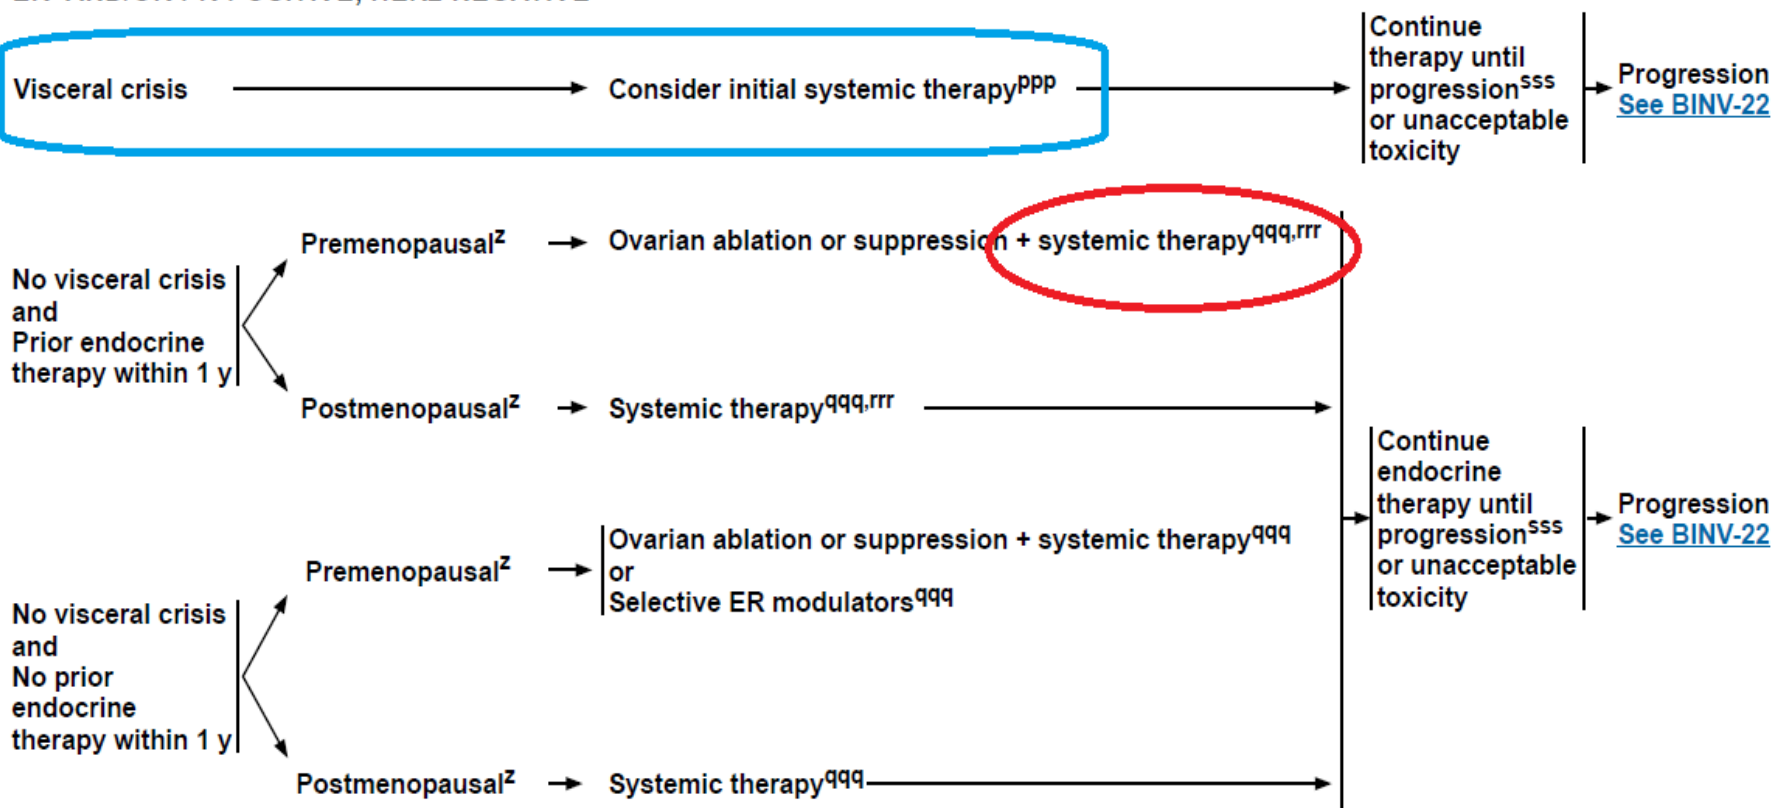 Visceral crisis
Consider initial systemic therapyppp
Continue
therapy until
progressionsss
or unacceptable
toxicity
Progression
See BINV-22
No visceral crisis
and
Prior endocrine
therapy within 1 y
Premenopausalz
Ovarian ablation or suppression + systemic therapyqqq,rrr
Postmenopausalz
Systemic therapyqqq,rrr
No visceral crisis
and
No prior
endocrine
therapy within 1 y
Premenopausalz
Ovarian ablation or suppression + systemic therapyqqq
or
Selective ER modulatorsqqq
Postmenopausalz
Systemic therapyqqq
Continue
endocrine
therapy until
progressionsss
or unacceptable
toxicity
Progression
See BINV-22